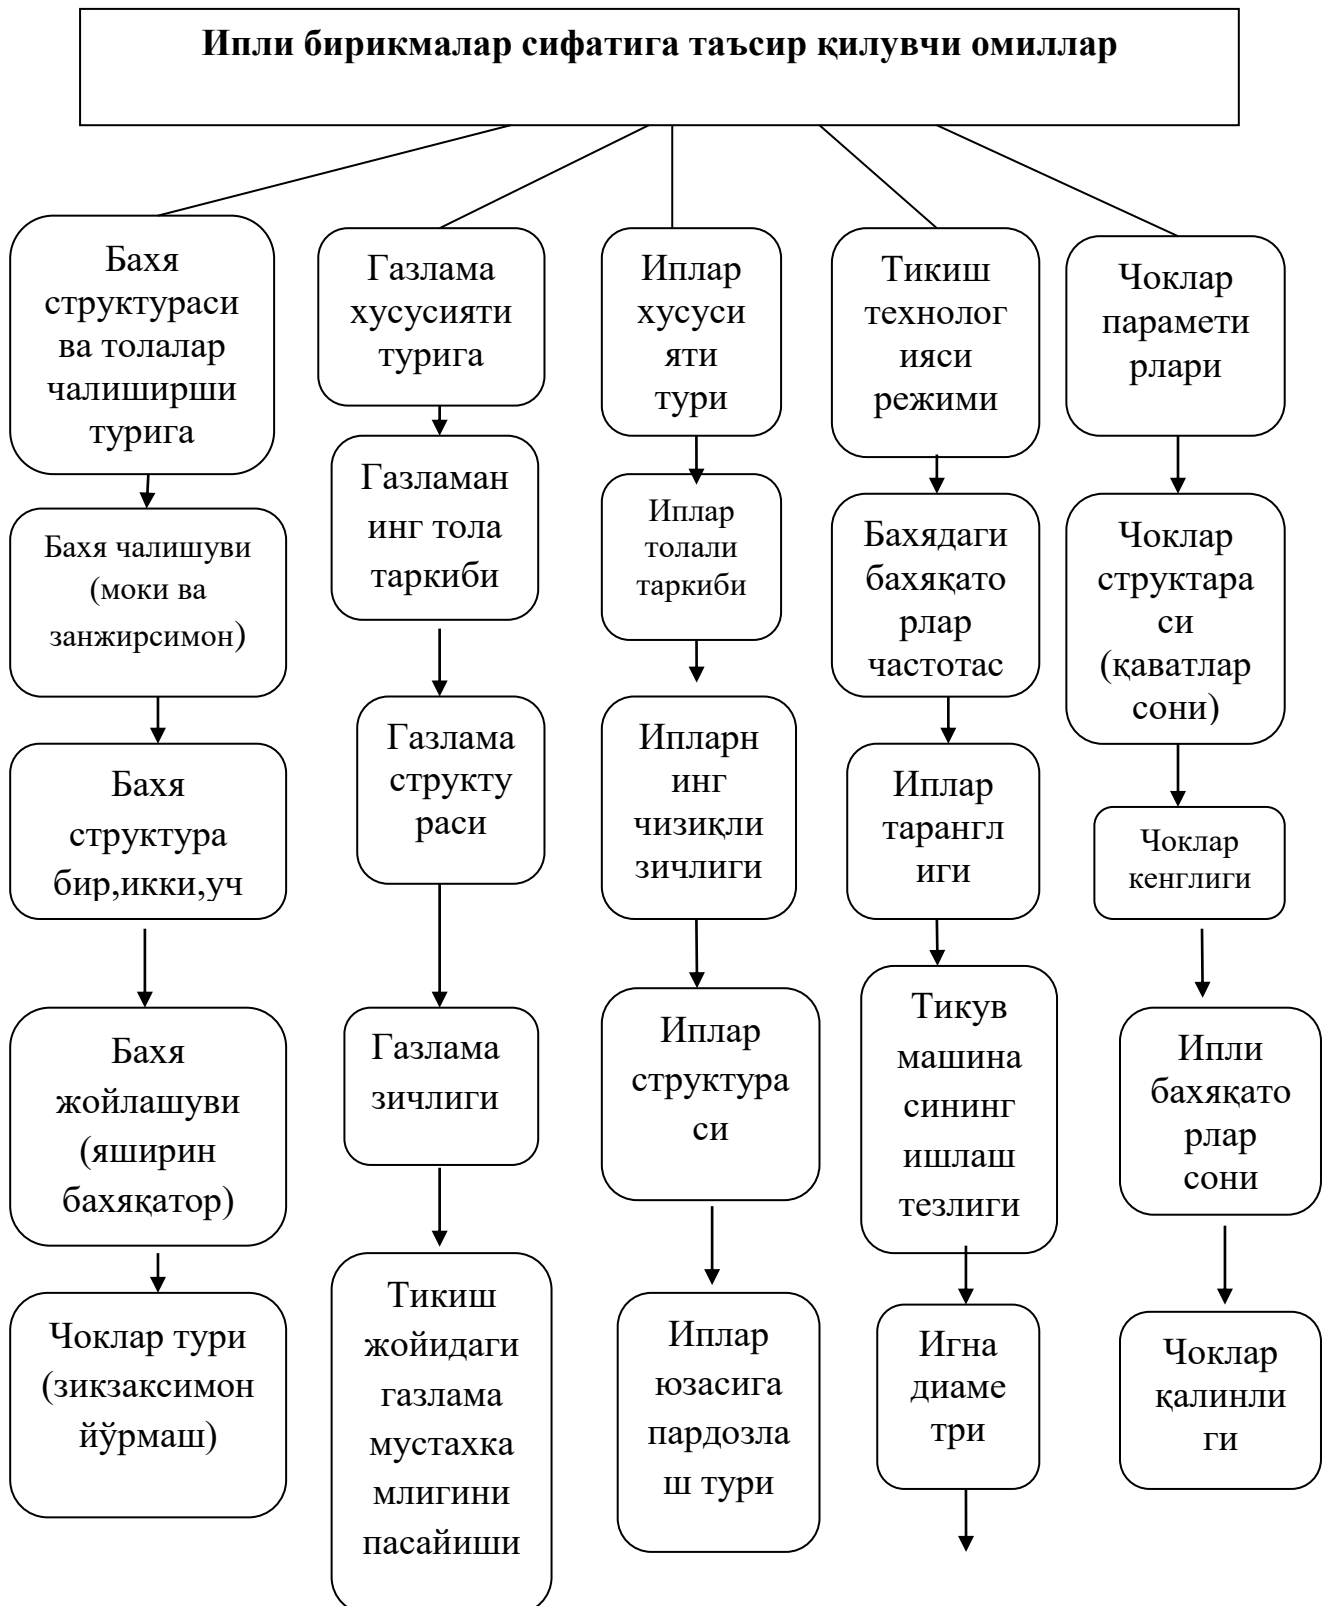 Ипли бирикмалар сифатига таъсир қилувчи омиллар
Бахя
структураси
ва толалар
чалиширши
турига
Бахя чалишуви
(моки ва
занжирсимон)
Бахя
структура
бир,икки,уч
Бахя
жойлашуви
(яширин
бахяқатор)
Чоклар тури
(зикзаксимон
йўрмаш)
Газлама
хусусияти
турига
Газламан
инг тола
таркиби
Газлама
структу
раси
Газлама
зичлиги
Тикиш
жойидаги
газлама
мустахка
млигини
пасайиши
Иплар
хусуси
яти
тури
Иплар
толали
таркиби
Ипларн
инг
чизиқли
зичлиги
Иплар
структура
си
Иплар
юзасига
пардозла
ш тури
Тикиш
технолог
ияси
режими
Бахядаги
бахяқато
рлар
частотас
Иплар
тарангл
иги
Тикув
машина
сининг
ишлаш
тезлиги
Игна
диаме
три
Чоклар
парамети
рлари
Чоклар
структара
си
(қаватлар
сони)
Чоклар
кенглиги
Ипли
бахяқато
рлар
сони
Чоклар
қалинли
ги